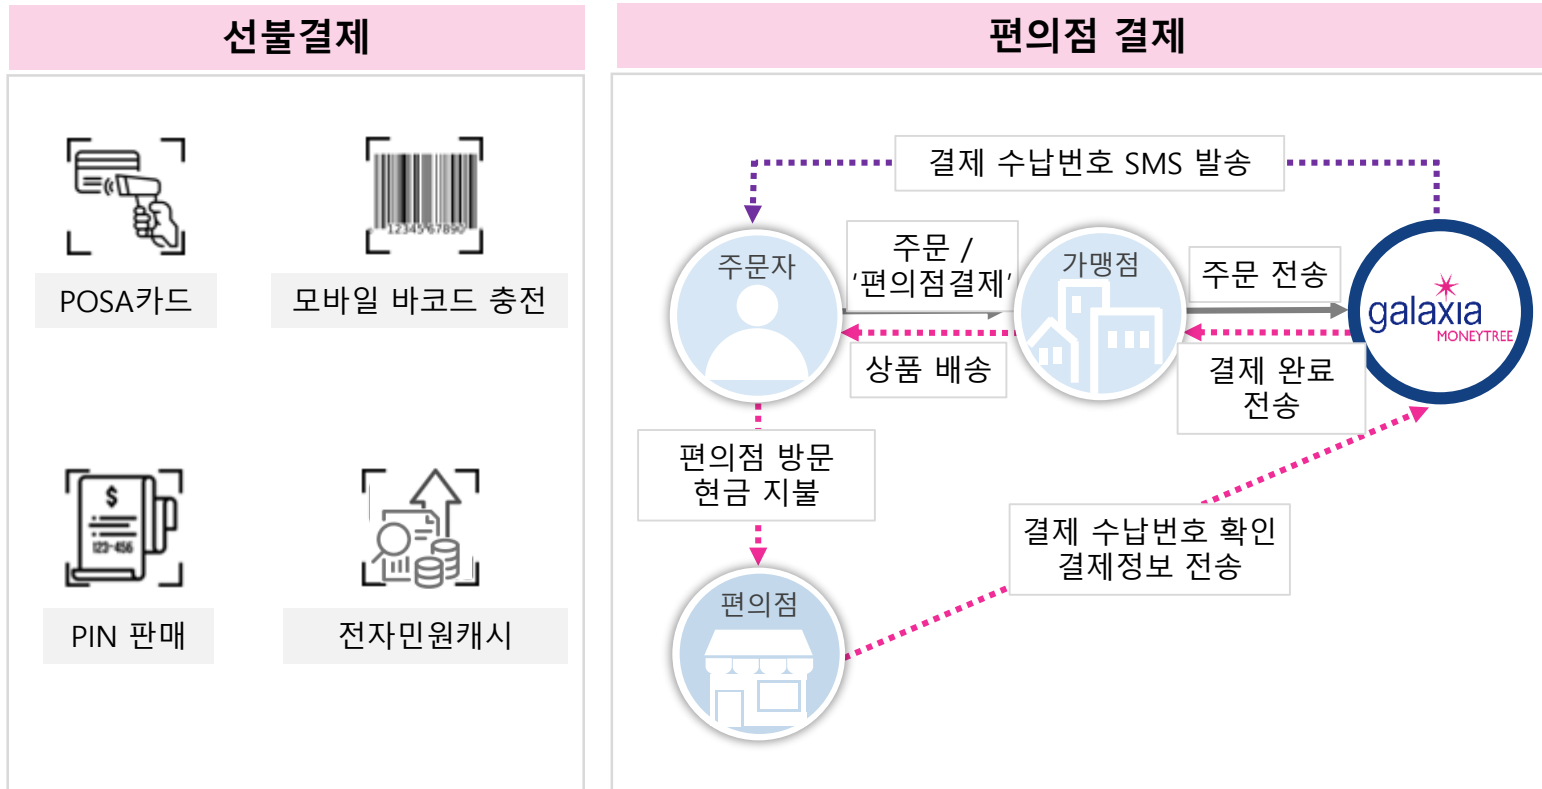 선불결제
편의점 결제
12345 67890
POSA카드
모바일 바코드 충전
$
123-456
PIN 판매
전자민원캐시
결제 수납번호 SMS 발송
주문자
주문 /
'편의점결제'
가맹점
주문 전송
galaxia
MONEYTREE
상품 배송
결제 완료
전송
편의점 방문
현금 지불
결제 수납번호 확인
결제정보 전송
편의점